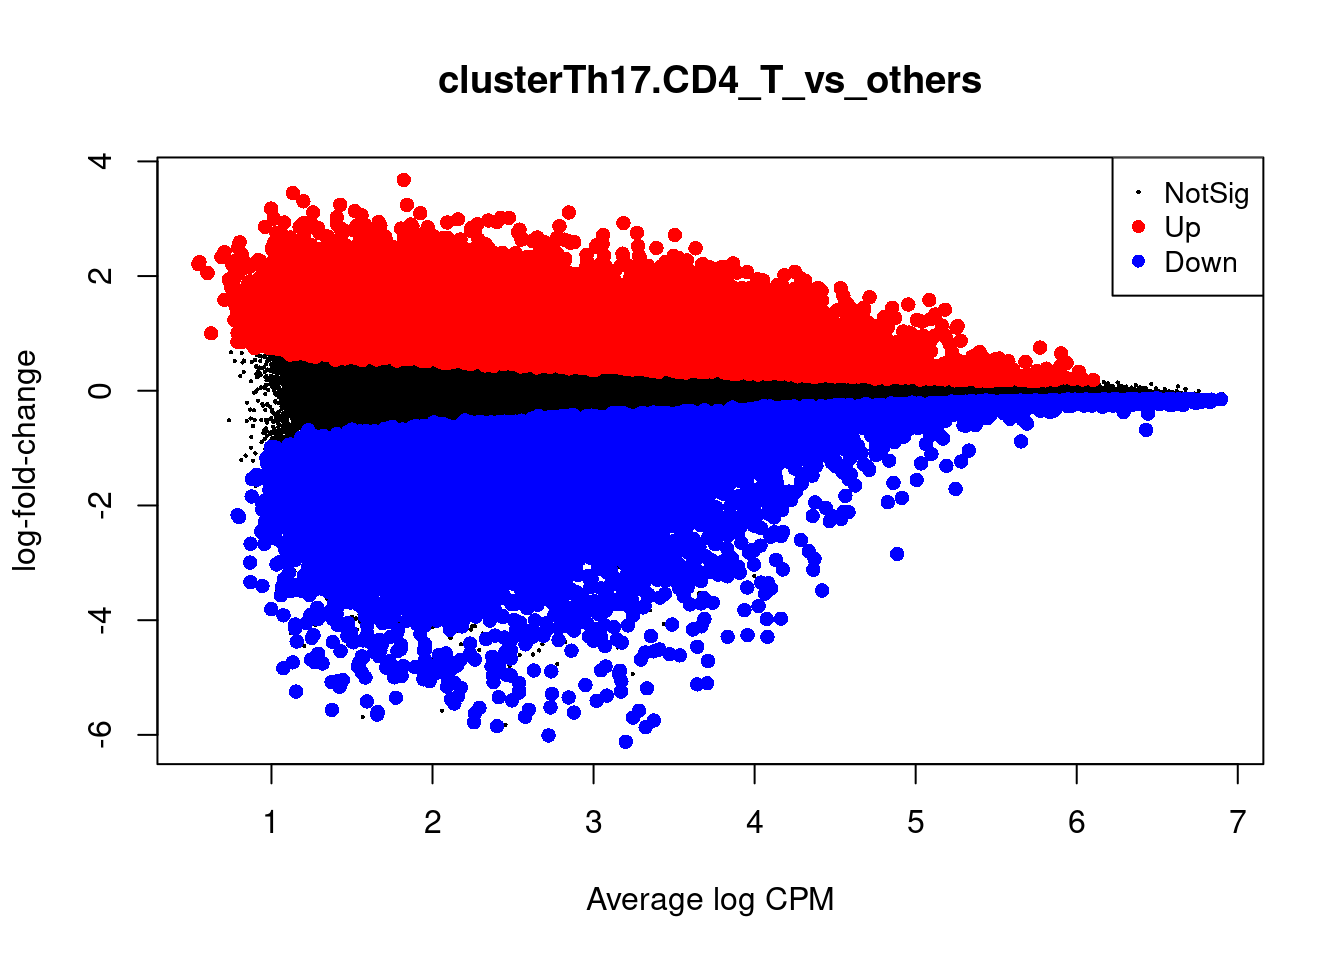 clusterTh17.CD4_T_vs_others
NotSig
Up
Down
4
2
0
-2
-4
-6
log-fold-change
1 2 3 4 5 6 7
Average log CPM